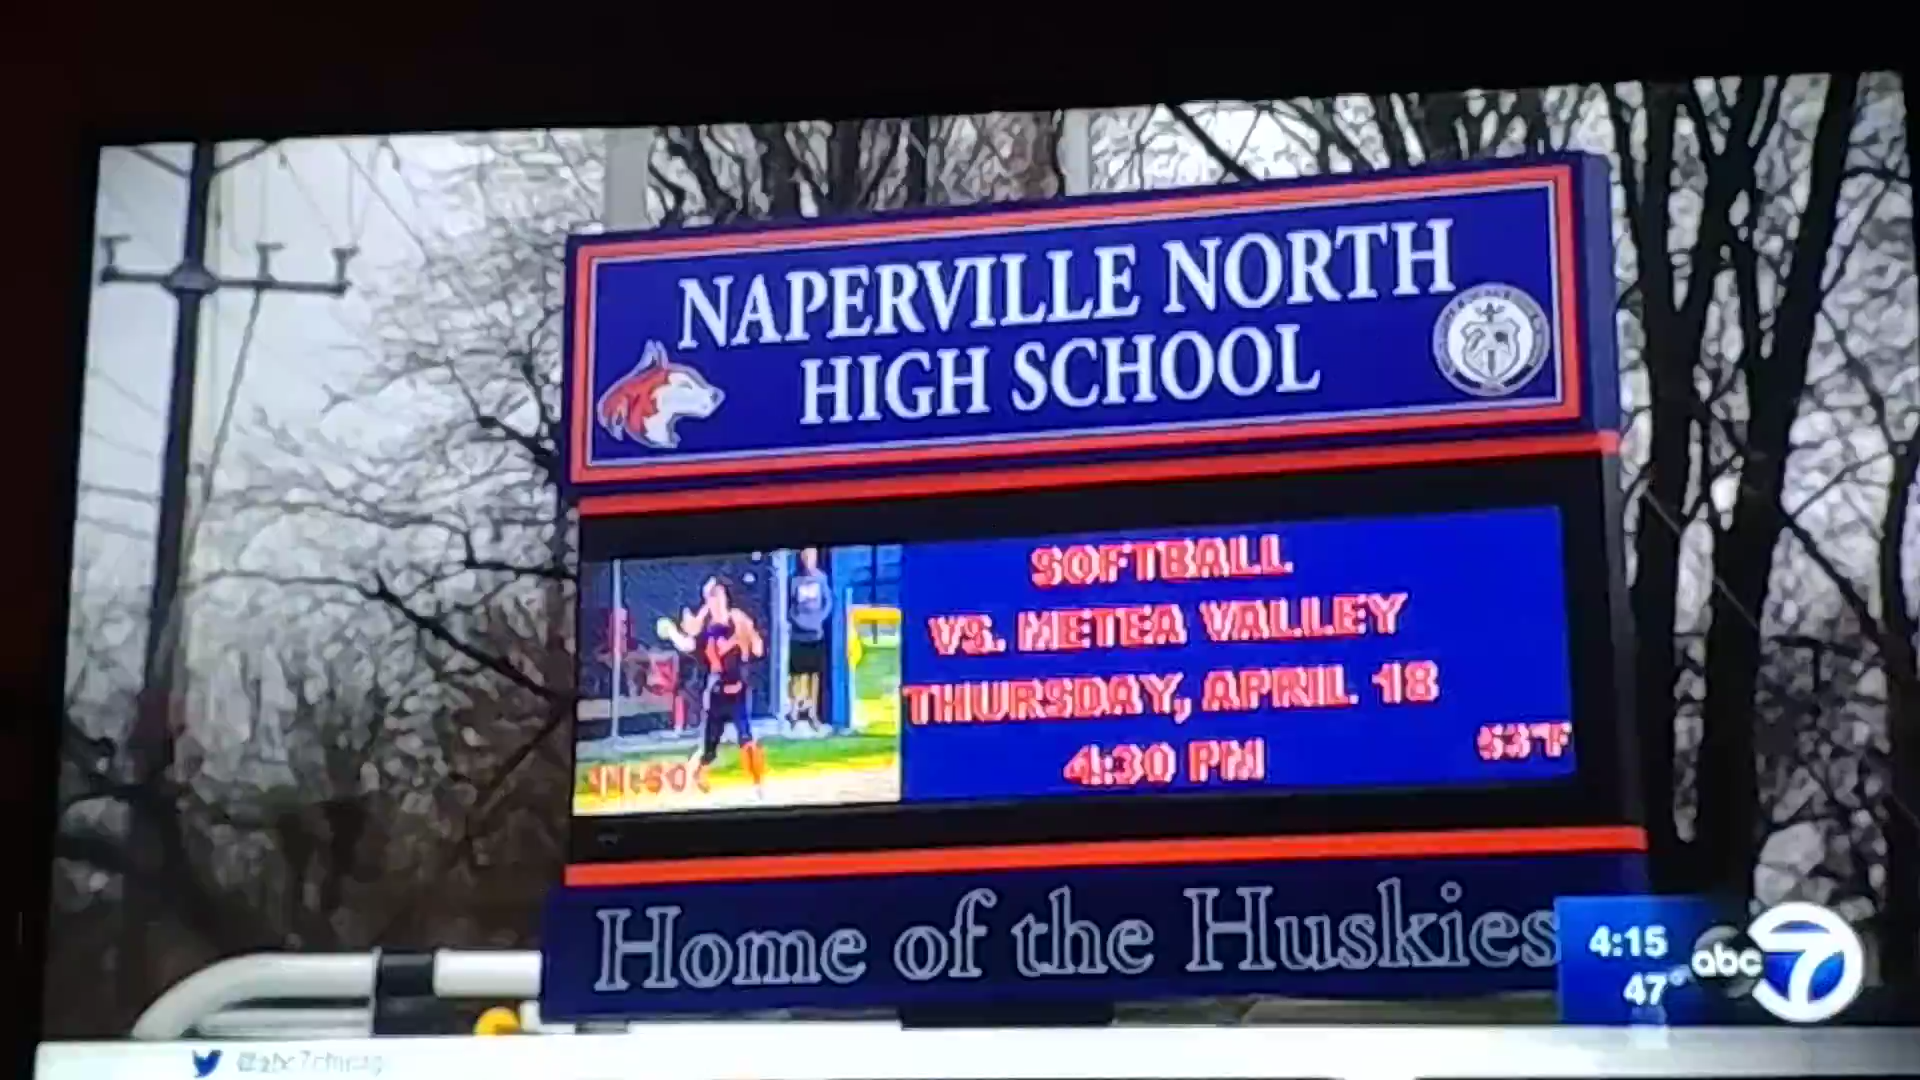 NAPERVILLE NORTH
HIGH SCHOOL
SOFTBALL
VS. METEA VALLEY
THURSDAY, APRIL 18
4:30 PM
53°F
Home of the Huskies
4:15
47°
abc 7
@abc7chicago